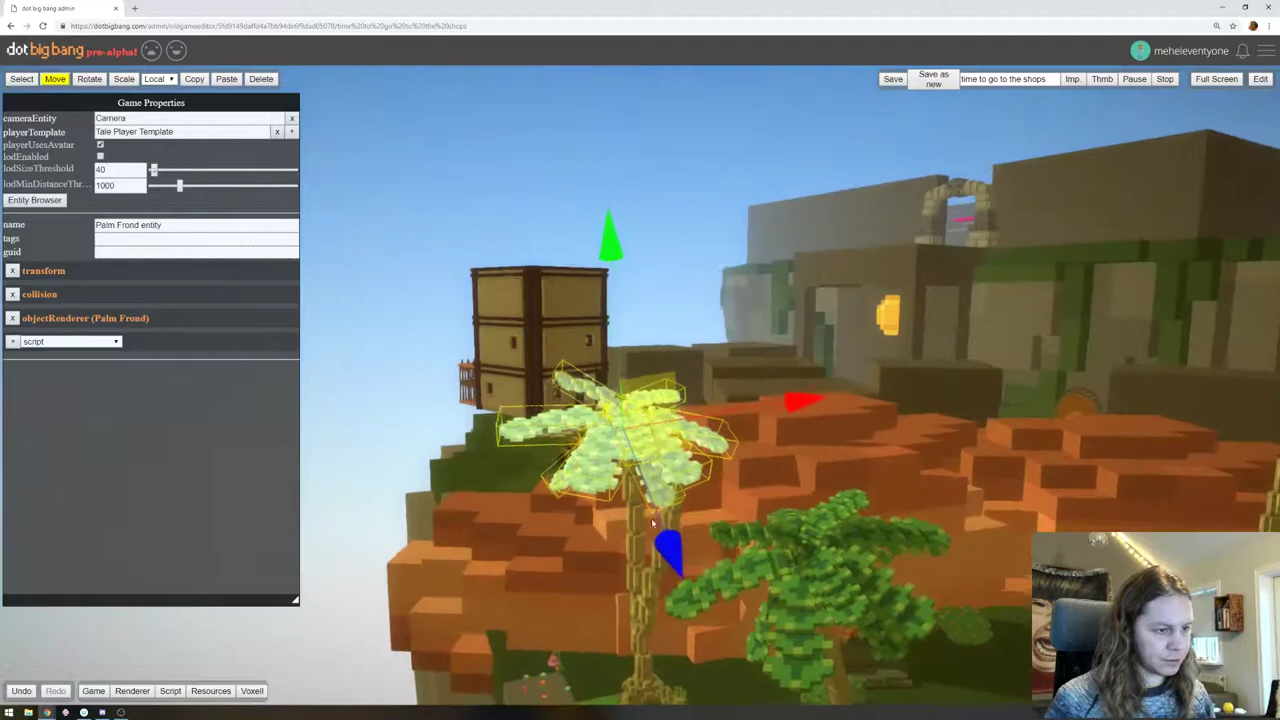 dot big bang admin
https://dotbigbang.com/admin/oldgameeditor/5fd9149daffd4a7bb94de6f9dad05078/time%20to%20go%20to%20the%20shops
dot big bang pre-alpha!
meheleventyone
Select Move Rotate Scale Local Copy Paste Delete
Save Save as new time to go to the shops Imp. Thmb Pause Stop Full Screen Edit
Game Properties
cameraEntity Camera x
playerTemplate Tale Player Template x
playerUsesAvatar
lodEnabled
lodSizeThreshold 40
lodMinDistanceThr... 1000
Entity Browser
name Palm Frond entity
tags
guid
x transform
x collision
x objectRenderer (Palm Frond)
+ script
Undo Redo Game Renderer Script Resources Voxell